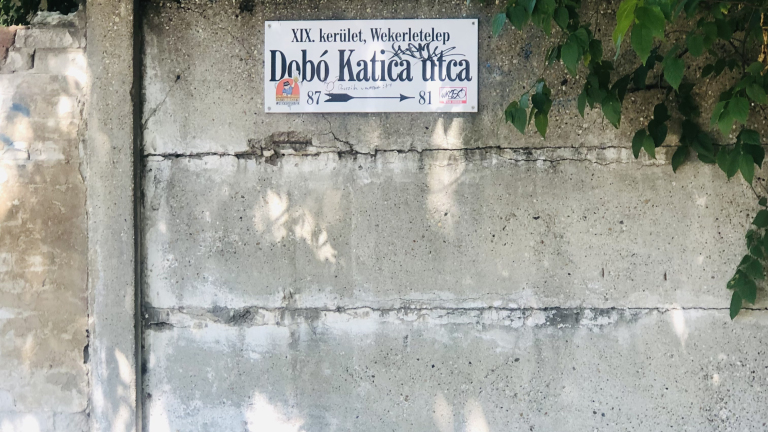 XIX. kerület, Wekerletelep
Dobó Katica utca
87 81